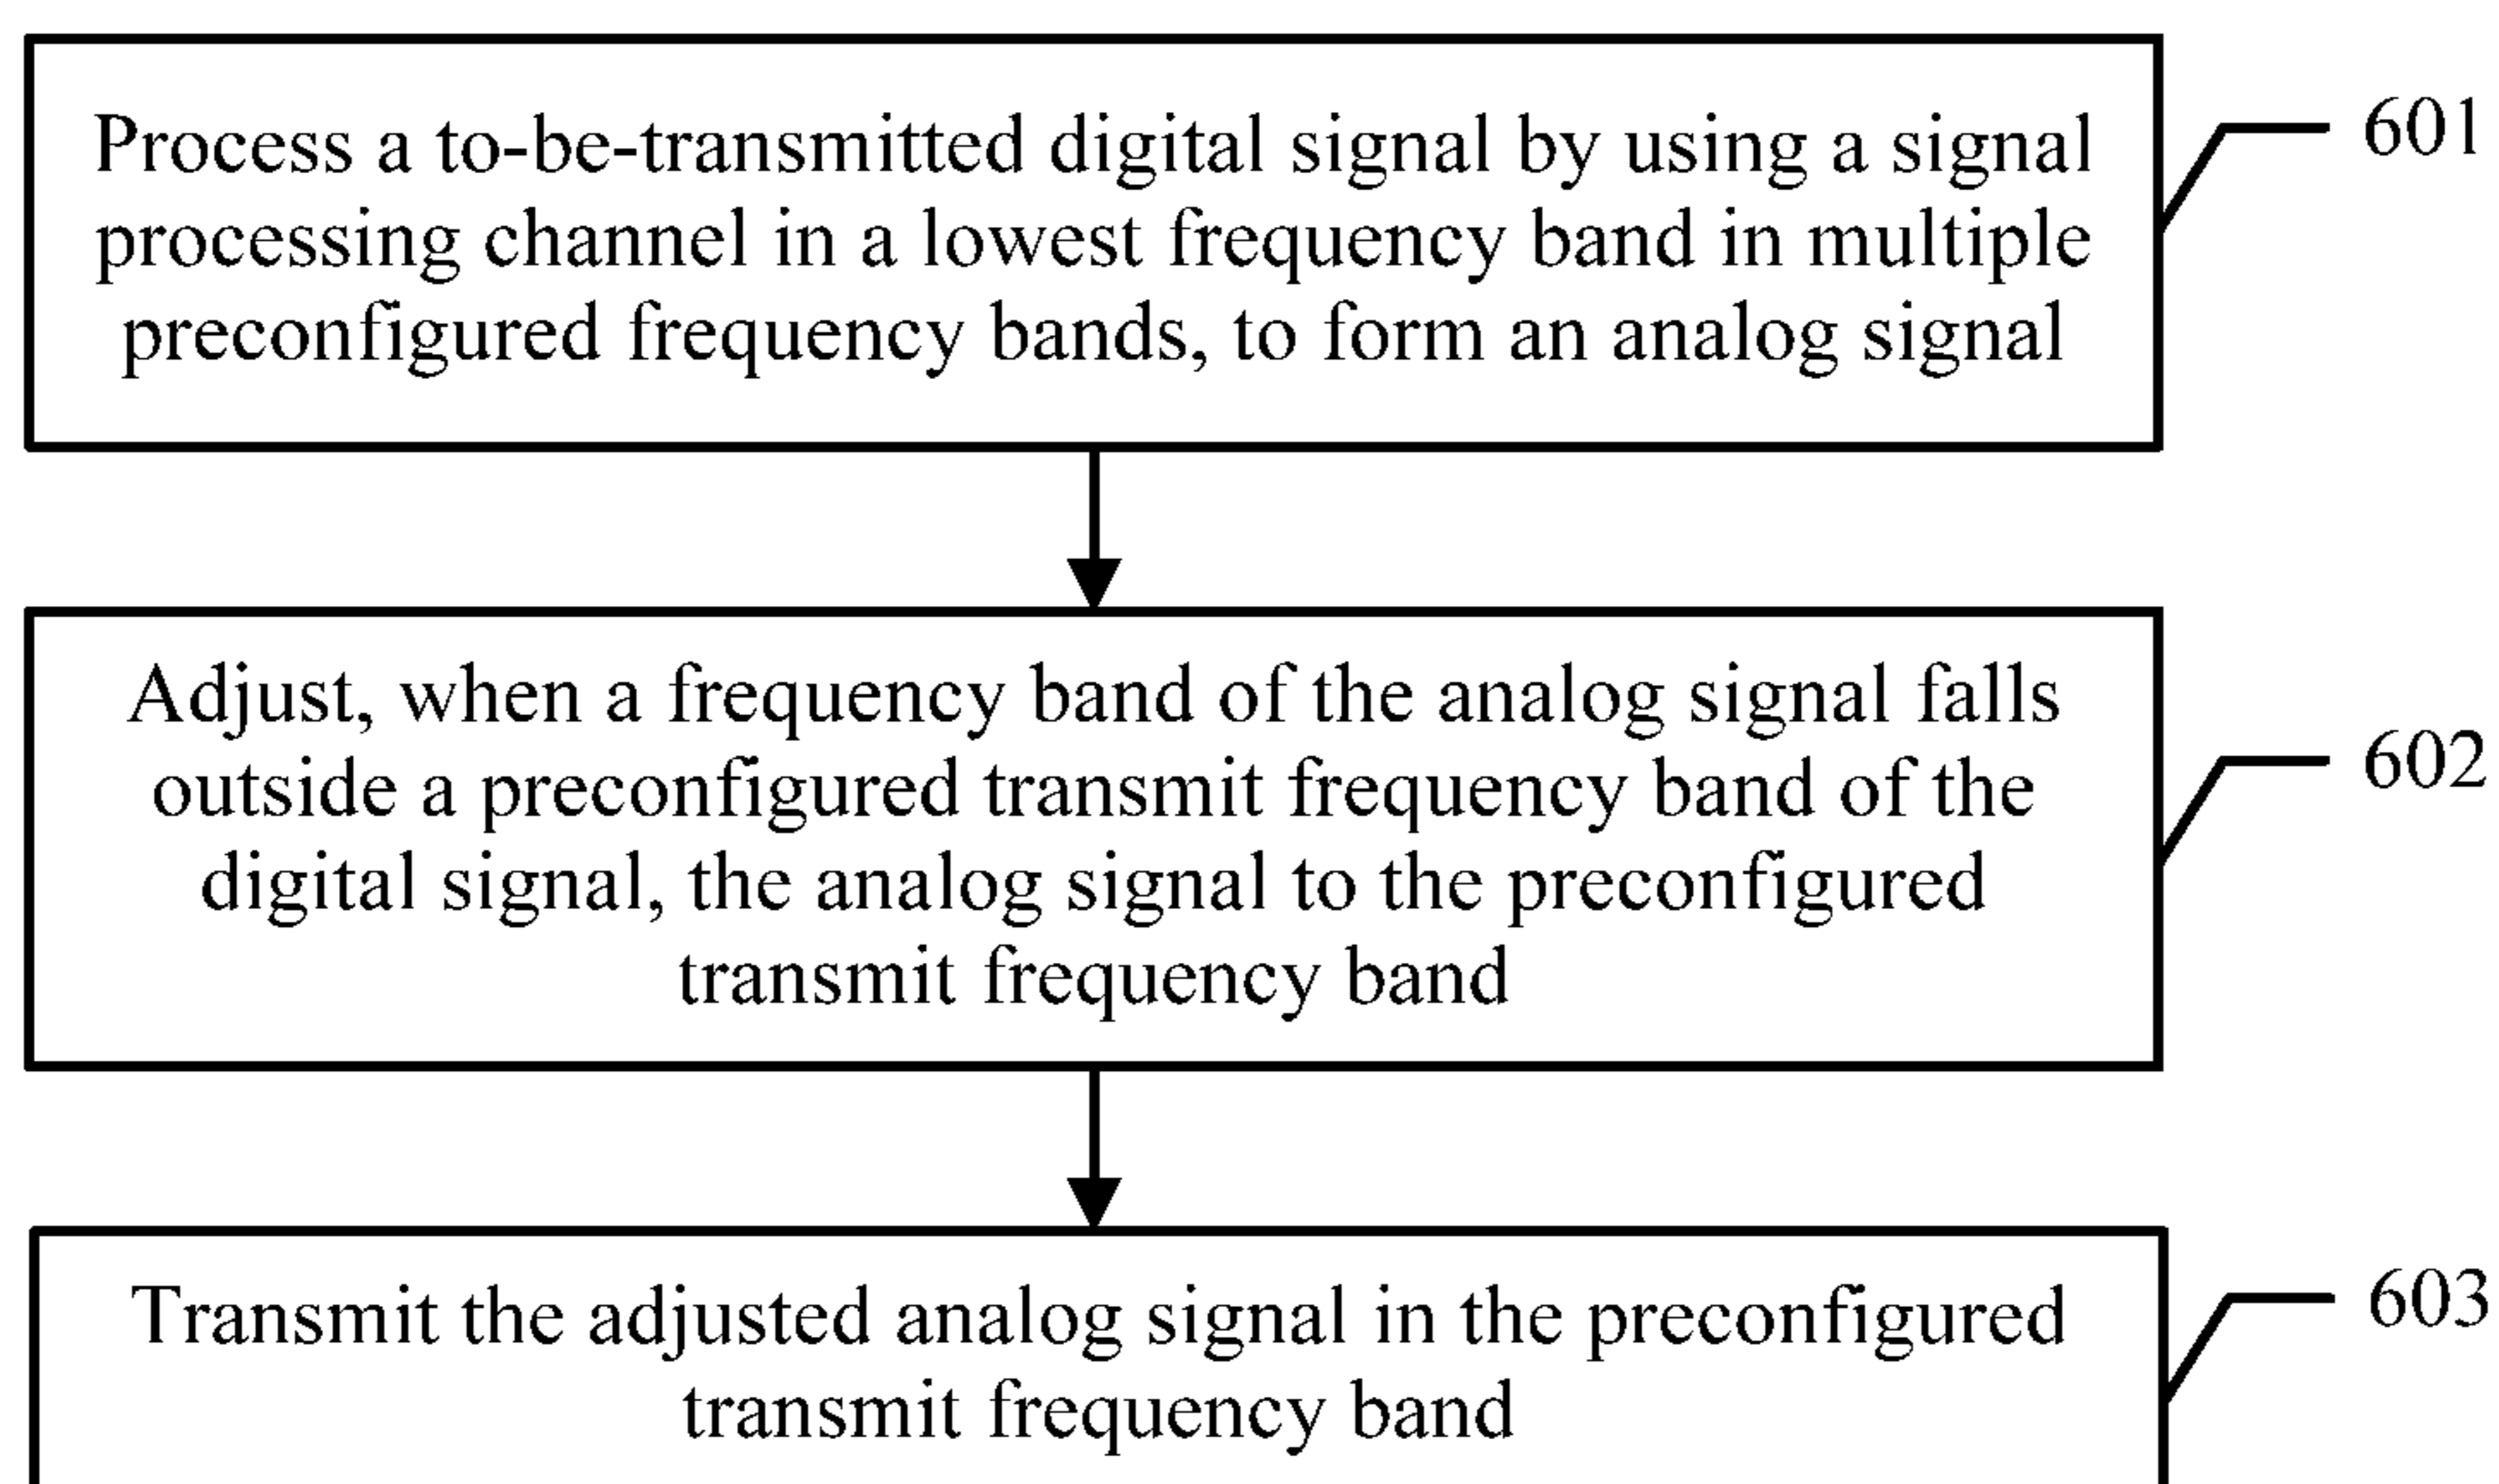 Process a to-be-transmitted digital signal by using a signal
processing channel in a lowest frequency band in multiple
preconfigured frequency bands, to form an analog signal
601
Adjust, when a frequency band of the analog signal falls
outside a preconfigured transmit frequency band of the
digital signal, the analog signal to the preconfigured
transmit frequency band
602
Transmit the adjusted analog signal in the preconfigured
transmit frequency band
603